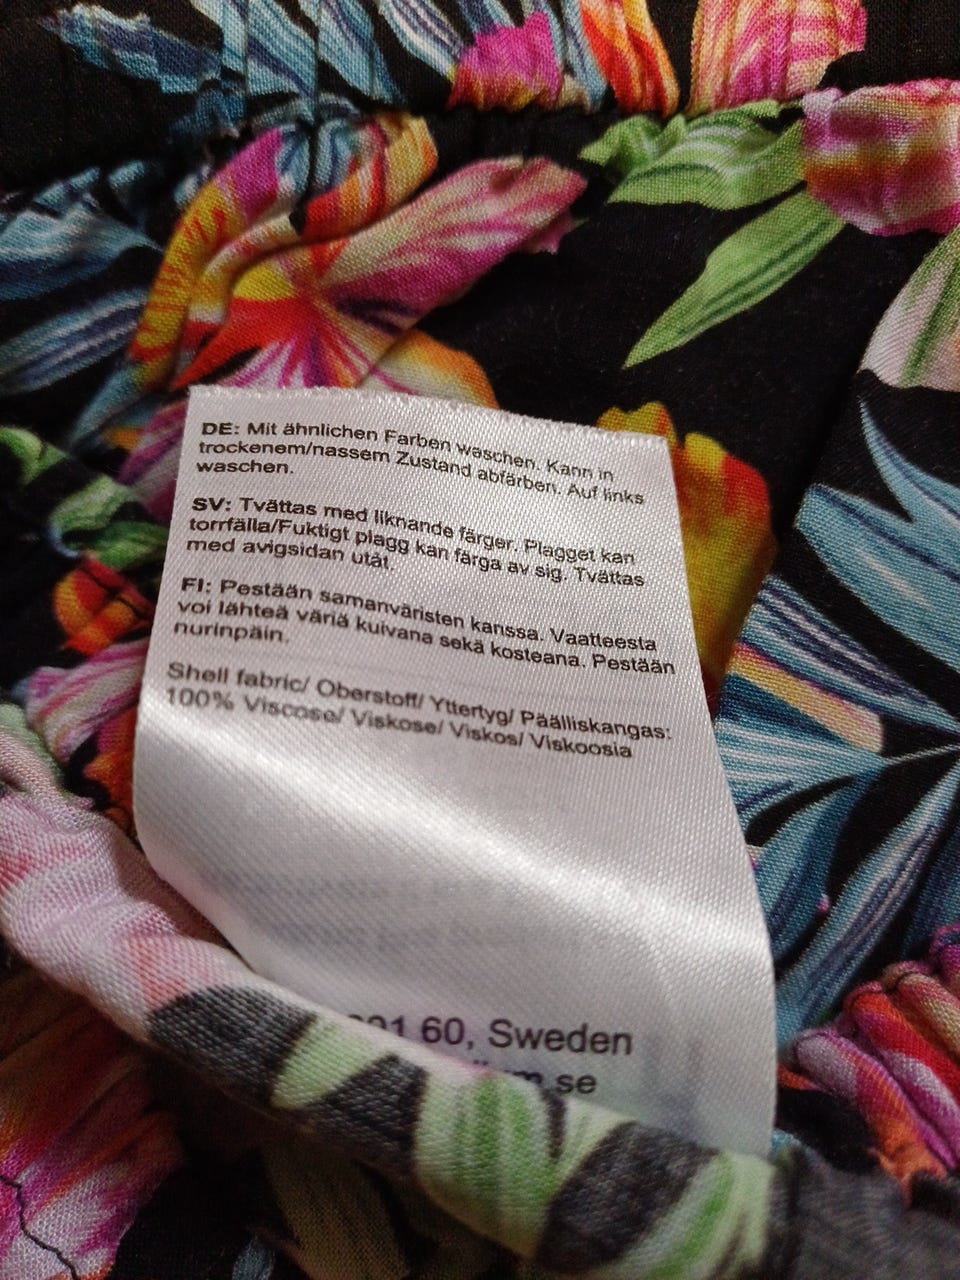 DE: Mit ähnlichen Farben waschen. Kann in
trockenem/nassem Zustand abfärben. Auf links
waschen.
SV: Tvättas med liknande färger. Plagget kan
torrfälla/Fuktigt plagg kan färga av sig. Tvättas
med avigsidan utåt.
FI: Pestään samanväristen kanssa. Vaatteesta
voi lähteä väriä kuivana sekä kosteana. Pestään
nurinpäin.
Shell fabric/ Oberstoff/ Yttertyg/ Päälliskangas:
100% Viscose/ Viskose/ Viskos/ Viskoosia
60, Sweden
.se